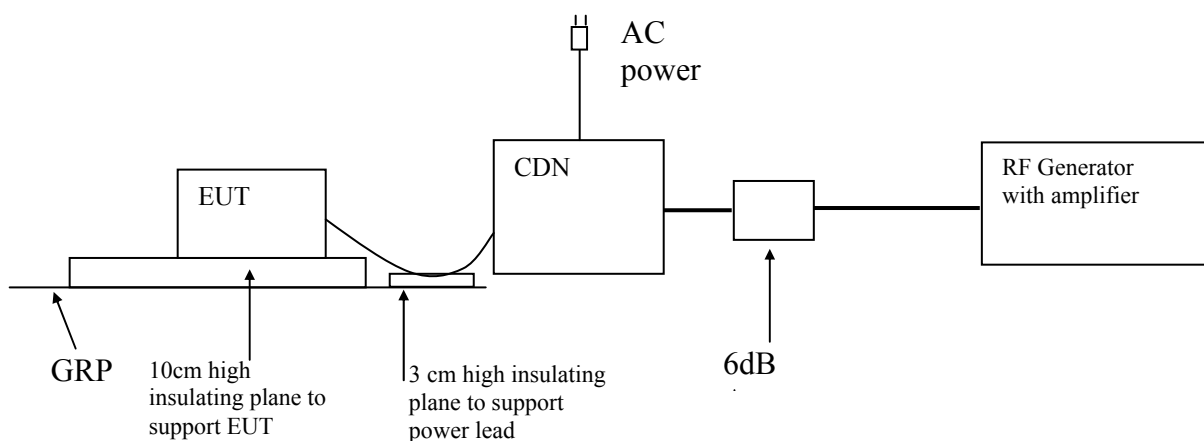 AC
power
CDN
RF Generator
with amplifier
EUT
GRP
10cm high
insulating plane to
support EUT
3 cm high insulating
plane to support
power lead
6dB
.